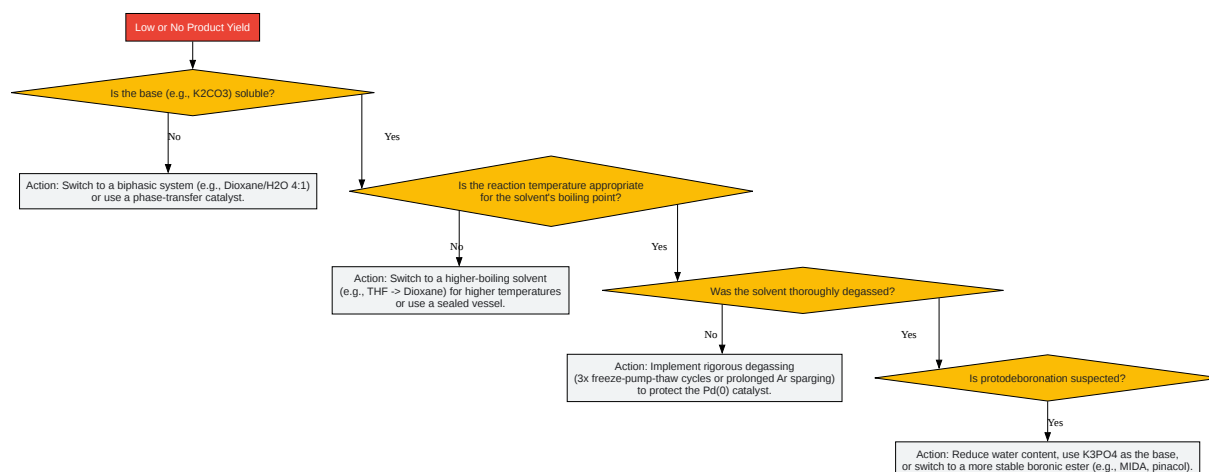 Low or No Product Yield
Is the base (e.g., K2CO3) soluble?
No
Yes
Action: Switch to a biphasic system (e.g., Dioxane/H2O 4:1)
or use a phase-transfer catalyst.
Is the reaction temperature appropriate
for the solvent's boiling point?
No
Yes
Action: Switch to a higher-boiling solvent
(e.g., THF -> Dioxane) for higher temperatures
or use a sealed vessel.
Was the solvent thoroughly degassed?
No
Yes
Action: Implement rigorous degassing
(3x freeze-pump-thaw cycles or prolonged Ar sparging)
to protect the Pd(0) catalyst.
Is protodeboronation suspected?
Yes
Action: Reduce water content, use K3PO4 as the base,
or switch to a more stable boronic ester (e.g., MIDA, pinacol).